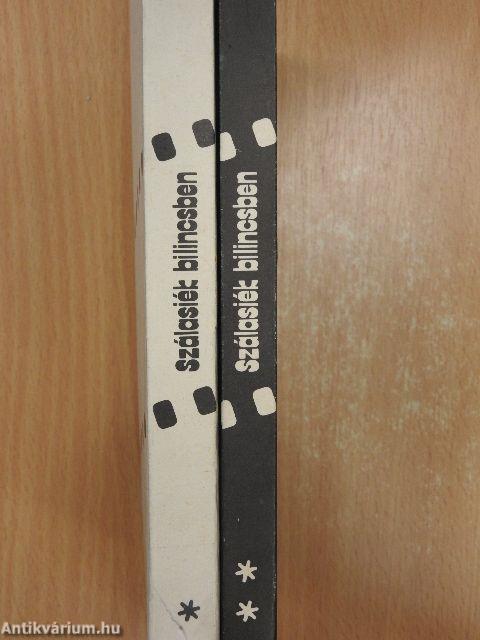 szálasiék bilincsben
*
szálasiék bilincsben
* *
Antikvárium.hu